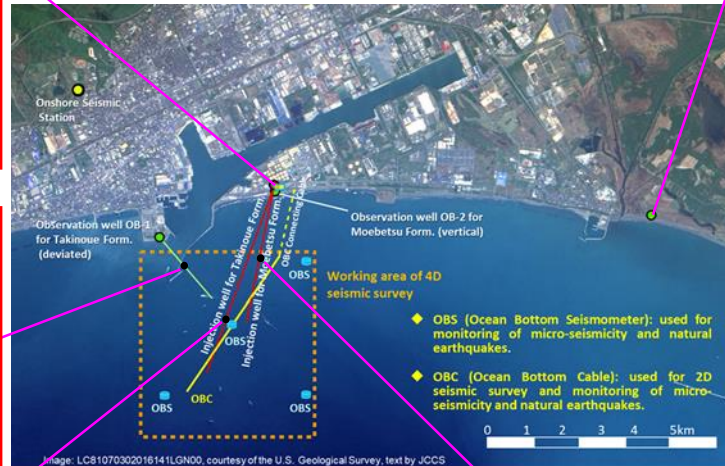 Onshore Seismic
Station
Observation well OB-1
for Takinoue Form.
(deviated)
Observation well OB-2 for
Moebetsu Form. (vertical)
Injection well for Takinoue Form.
Injection well for Moebetsu Form.
OBC Connecting
OBS
Working area of 4D
seismic survey
OBS
OBS
OBS
OBC
◆ OBS (Ocean Bottom Seismometer): used for
monitoring of micro-seismicity and natural
earthquakes.
◆ OBC (Ocean Bottom Cable): used for 2D
seismic survey and monitoring of micro-
seismicity and natural earthquakes.
0 1 2 3 4 5km
Image: LC81070302016141LGN00, courtesy of the U.S. Geological Survey, text by JCCS